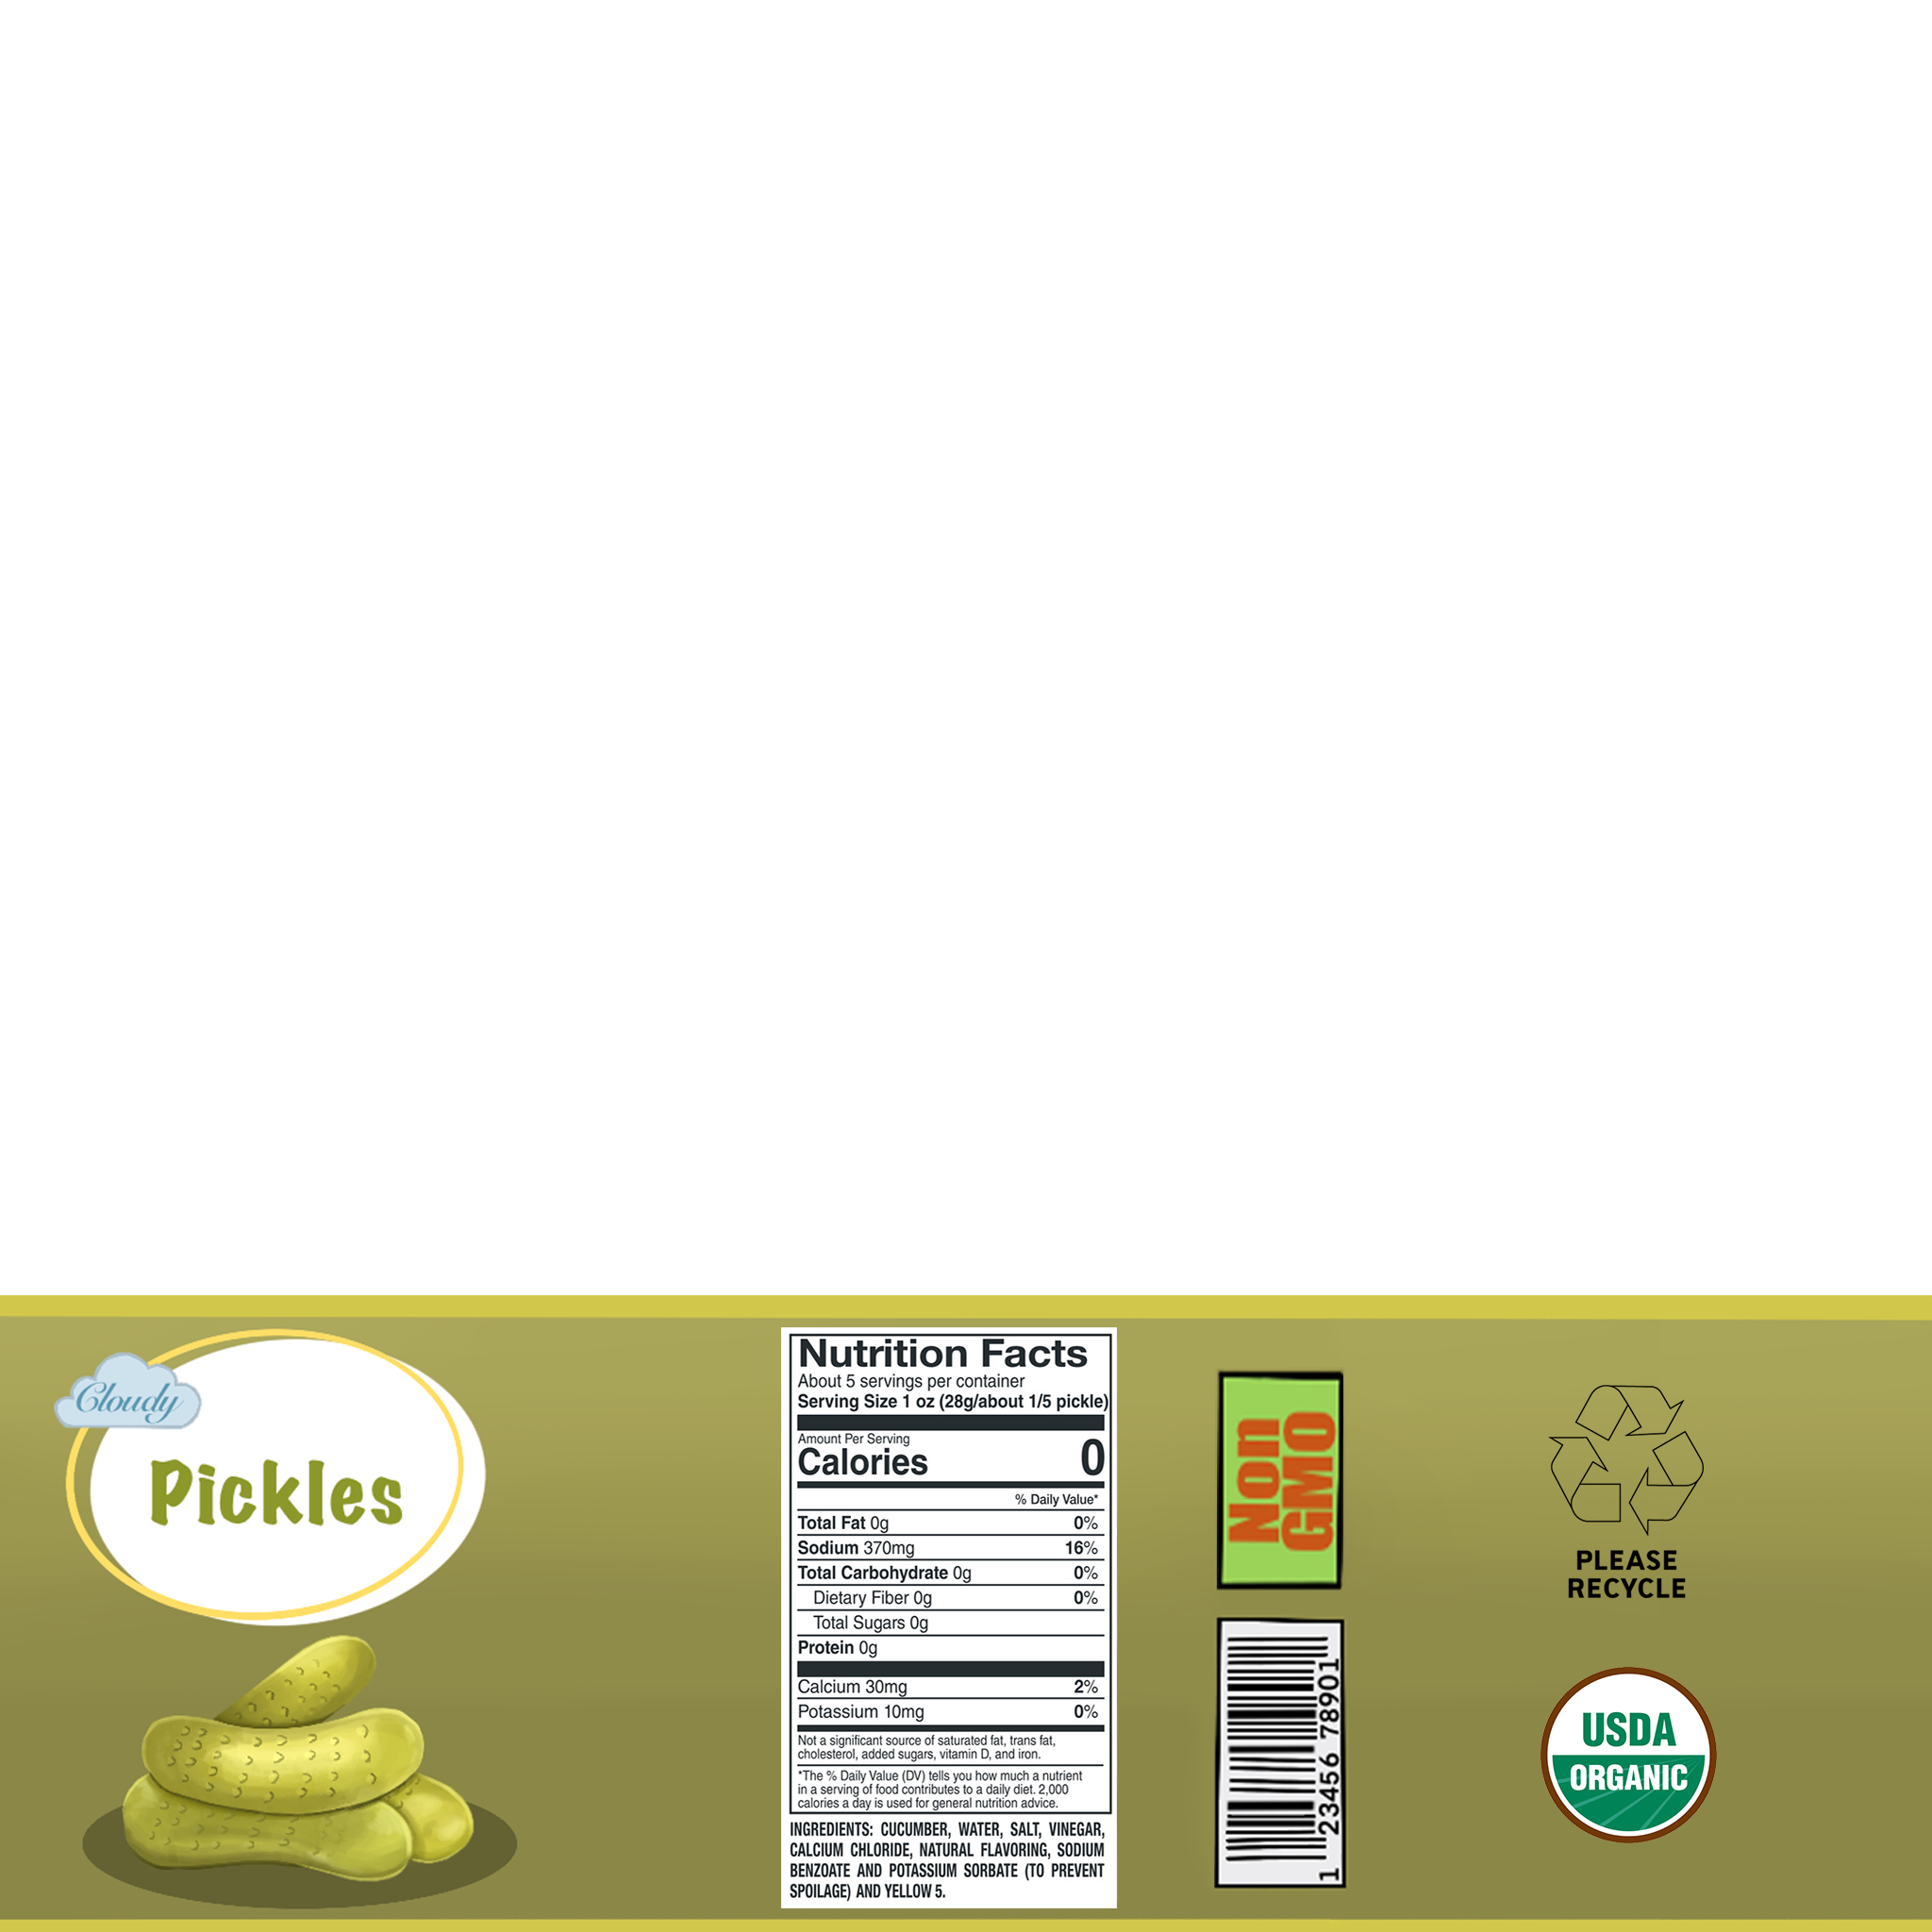 Cloudy
Pickles
Nutrition Facts
About 5 servings per container
Serving Size 1 oz (28g/about 1/5 pickle)
Amount Per Serving
Calories 0
% Daily Value*
Total Fat 0g 0%
Sodium 370mg 16%
Total Carbohydrate 0g 0%
Dietary Fiber 0g 0%
Total Sugars 0g
Protein 0g
Calcium 30mg 2%
Potassium 10mg 0%
Not a significant source of saturated fat, trans fat,
cholesterol, added sugars, vitamin D, and iron.
*The % Daily Value (DV) tells you how much a nutrient
in a serving of food contributes to a daily diet. 2,000
calories a day is used for general nutrition advice.
INGREDIENTS: CUCUMBER, WATER, SALT, VINEGAR,
CALCIUM CHLORIDE, NATURAL FLAVORING, SODIUM
BENZOATE AND POTASSIUM SORBATE (TO PREVENT
SPOILAGE) AND YELLOW 5.
Non
GMO
1 23456 78901
PLEASE
RECYCLE
USDA
ORGANIC